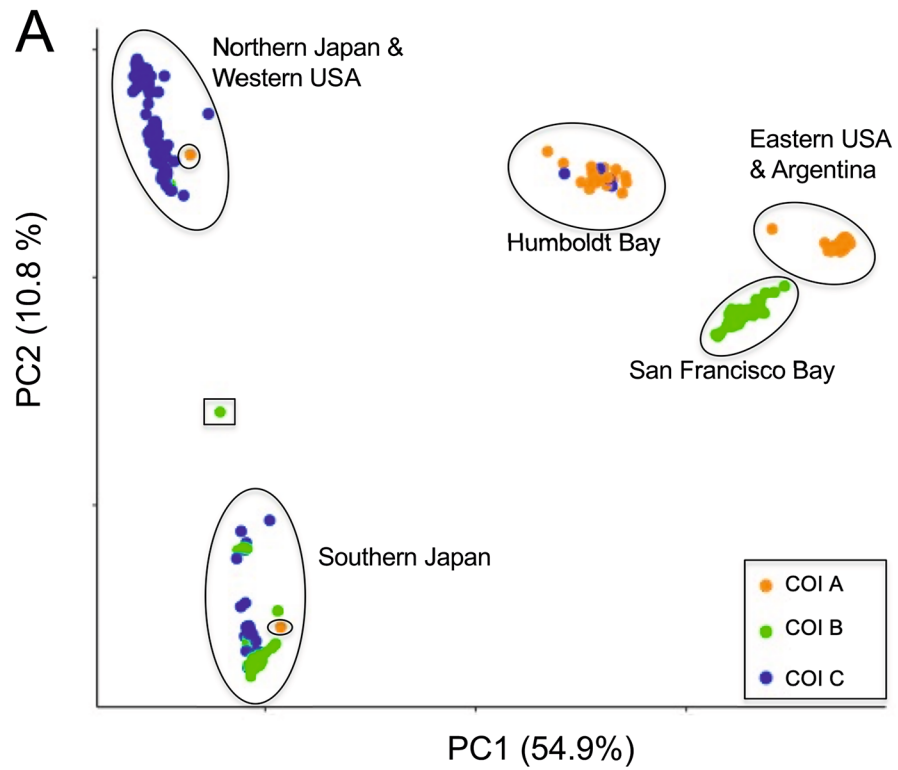 A
Northern Japan &
Western USA
Eastern USA
& Argentina
Humboldt Bay
San Francisco Bay
Southern Japan
COI A
COI B
COI C
PC2 (10.8 %)
PC1 (54.9%)